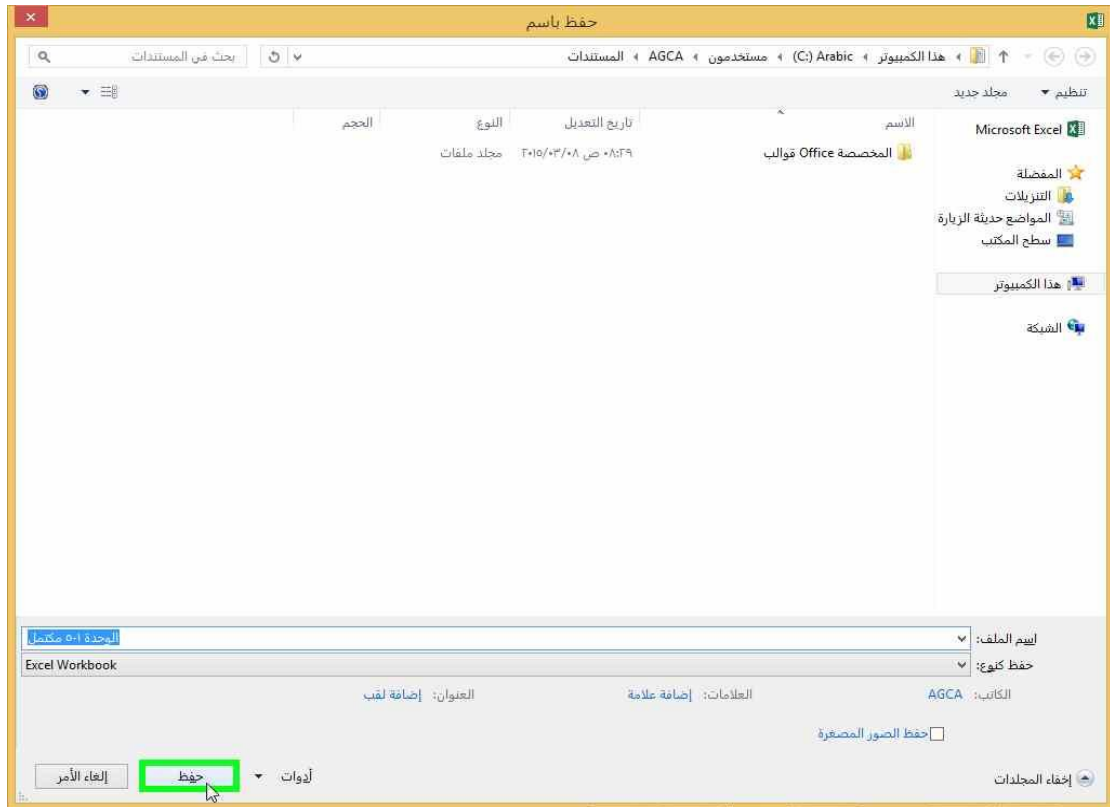 حفظ باسم
هذا الكمبيوتر Arabic (C:) مستخدمون AGCA المستندات
بحث في المستندات
تنظيم مجلد جديد
الاسم تاريخ التعديل النوع الحجم
قوالب Office المخصصة ٠٨:٢٩ ص ٢٠١٥/٠٣/٠٨ مجلد ملفات
Microsoft Excel
المفضلة
التنزيلات
المواضع حديثة الزيارة
سطح المكتب
هذا الكمبيوتر
الشبكة
اسم الملف: الوحدة ١-٥ مكتمل
حفظ كنوع: Excel Workbook
الكاتب: AGCA العلامات: إضافة علامة العنوان: إضافة لقب
حفظ الصور المصغرة
إخفاء المجلدات أدوات حفظ إلغاء الأمر